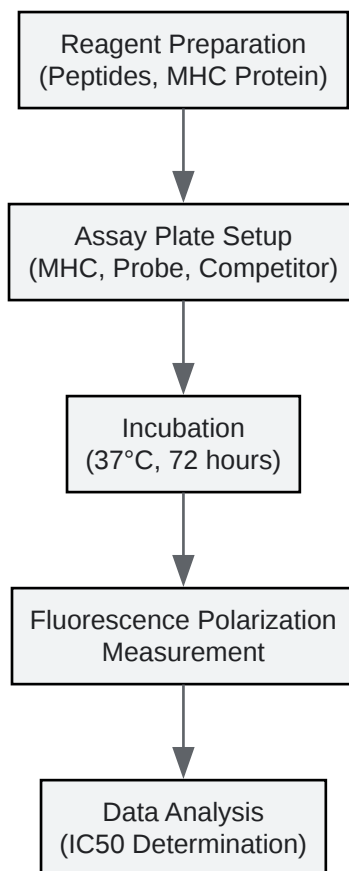 Reagent Preparation
(Peptides, MHC Protein)
Assay Plate Setup
(MHC, Probe, Competitor)
Incubation
(37°C, 72 hours)
Fluorescence Polarization
Measurement
Data Analysis
(IC50 Determination)